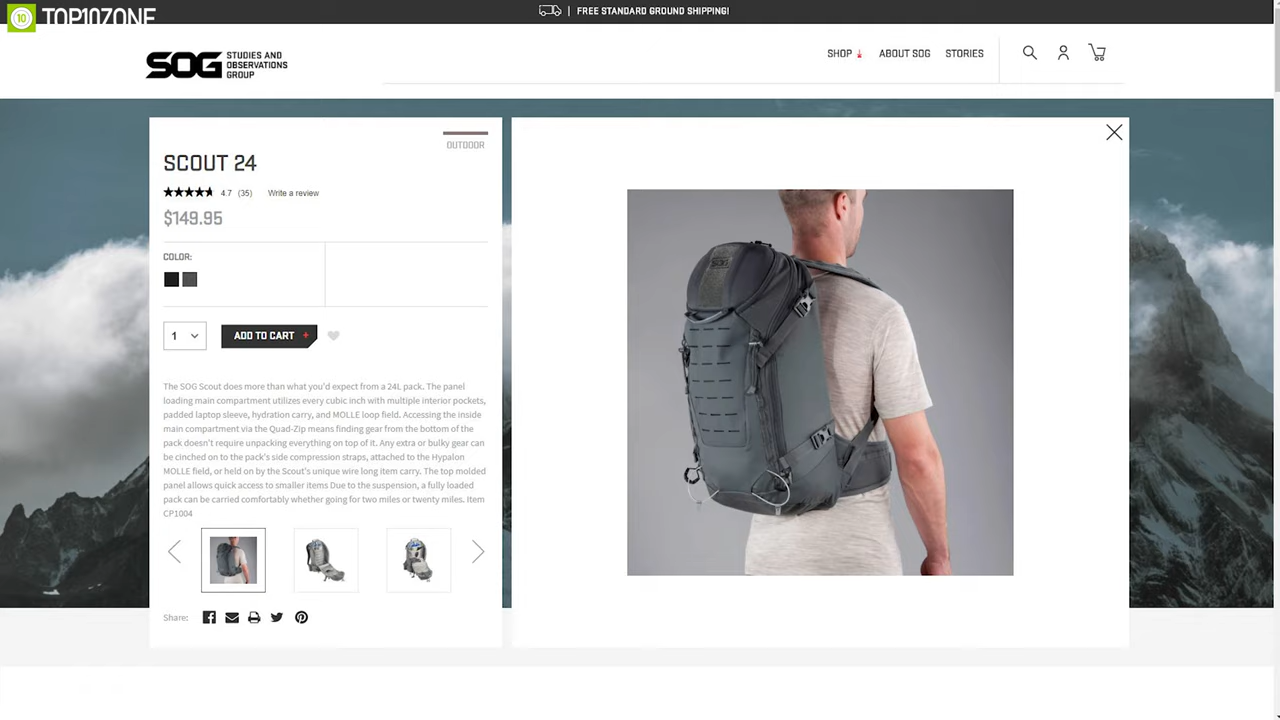 10 TOP10ZONE
FREE STANDARD GROUND SHIPPING!
SOG STUDIES AND
OBSERVATIONS
GROUP
SHOP ABOUT SOG STORIES
OUTDOOR
SCOUT 24
4.7 (35) Write a review
$149.95
COLOR:
1 ADD TO CART +
The SOG Scout does more than what you'd expect from a 24L pack. The panel
loading main compartment utilizes every cubic inch with multiple interior pockets,
padded laptop sleeve, hydration carry, and MOLLE loop field. Accessing the inside
main compartment via the Quad-Zip means finding gear from the bottom of the
pack doesn't require unpacking everything on top of it. Any extra or bulky gear can
be cinched on to the pack's side compression straps, attached to the Hypalon
MOLLE field, or held on by the Scout's unique wire long item carry. The top molded
panel allows quick access to smaller items Due to the suspension, a fully loaded
pack can be carried comfortably whether going for two miles or twenty miles. Item
CP1004
Share:
SOG